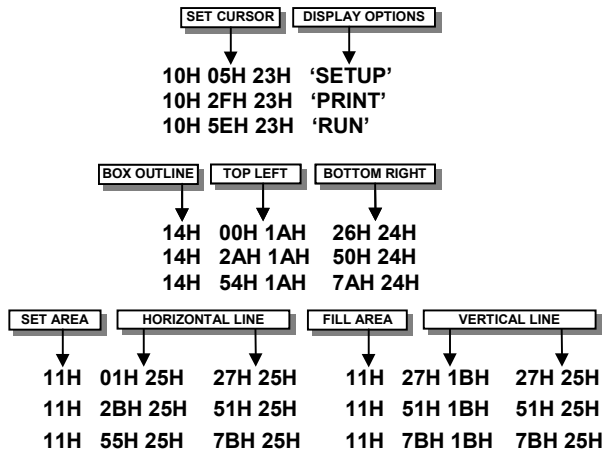 SET CURSOR DISPLAY OPTIONS
10H 05H 23H ‘SETUP’
10H 2FH 23H ‘PRINT’
10H 5EH 23H ‘RUN’
BOX OUTLINE TOP LEFT BOTTOM RIGHT
14H 00H 1AH 26H 24H
14H 2AH 1AH 50H 24H
14H 54H 1AH 7AH 24H
SET AREA HORIZONTAL LINE FILL AREA VERTICAL LINE
11H 01H 25H 27H 25H 11H 27H 1BH 27H 25H
11H 2BH 25H 51H 25H 11H 51H 1BH 51H 25H
11H 55H 25H 7BH 25H 11H 7BH 1BH 7BH 25H